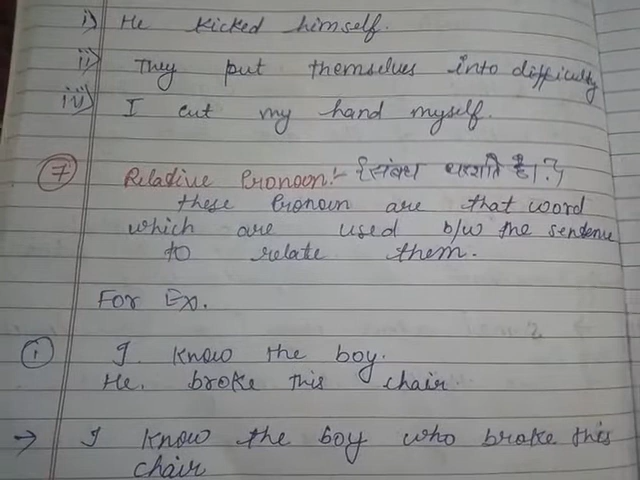 i) He kicked himself.
ii) They put themselves into difficulty
iii) I cut my hand myself.
7 Relative Pronoun:- {संबंध दर्शाते है।}
these Pronoun are that word
which are used b/w the sentence
to relate them.
For Ex.
1 I know the boy.
He. broke this chair
→ I know the boy who broke this
chair